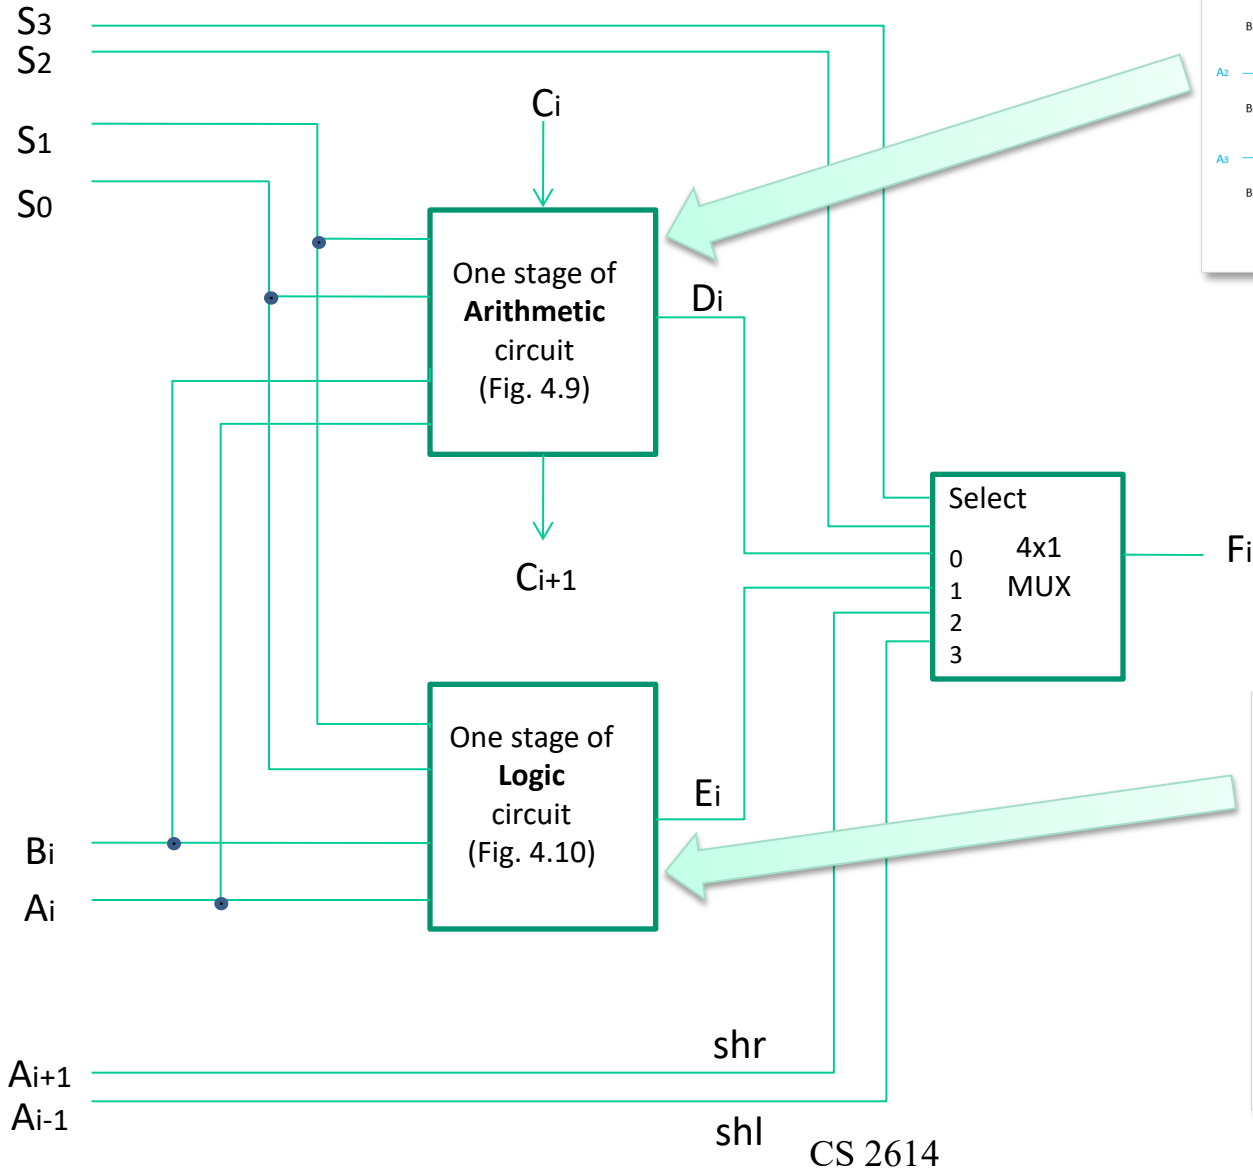 S3
S2
S1
S0
Ci
One stage of
Arithmetic
circuit
(Fig. 4.9)
Di
Ci+1
Select
4x1
MUX
0
1
2
3
Fi
One stage of
Logic
circuit
(Fig. 4.10)
Ei
Bi
Ai
shr
Ai+1
Ai-1
shl
CS 2614
B
A2
B
A3
B